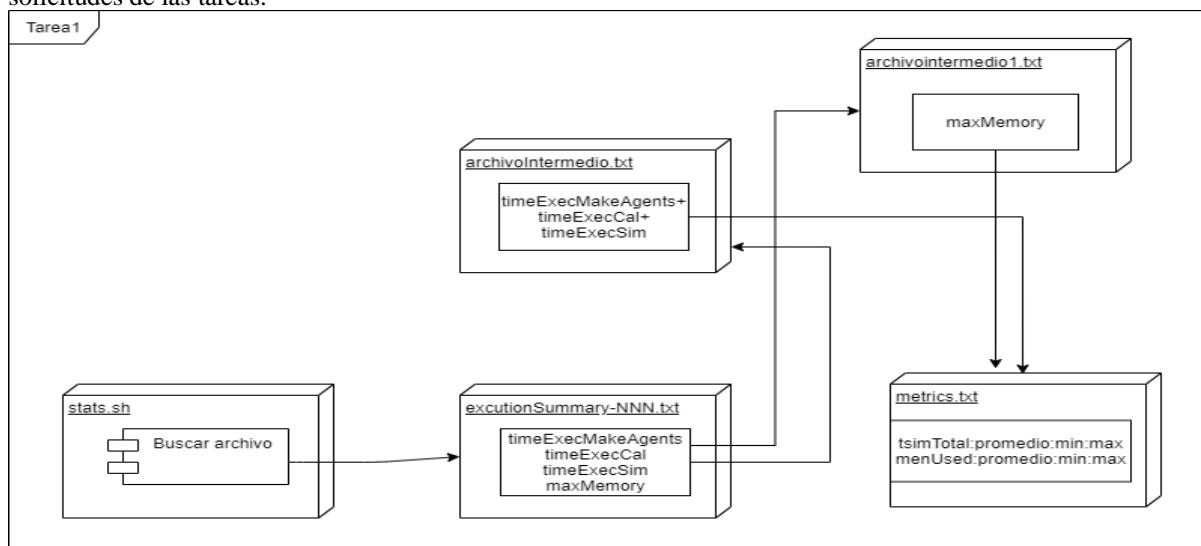 solicitudes de las tareas.
Tarea1
archivointermedio1.txt
maxMemory
archivoIntermedio.txt
timeExecMakeAgents+
timeExecCal+
timeExecSim
stats.sh
Buscar archivo
excutionSummary-NNN.txt
timeExecMakeAgents
timeExecCal
timeExecSim
maxMemory
metrics.txt
tsimTotal:promedio:min:max
menUsed:promedio:min:max